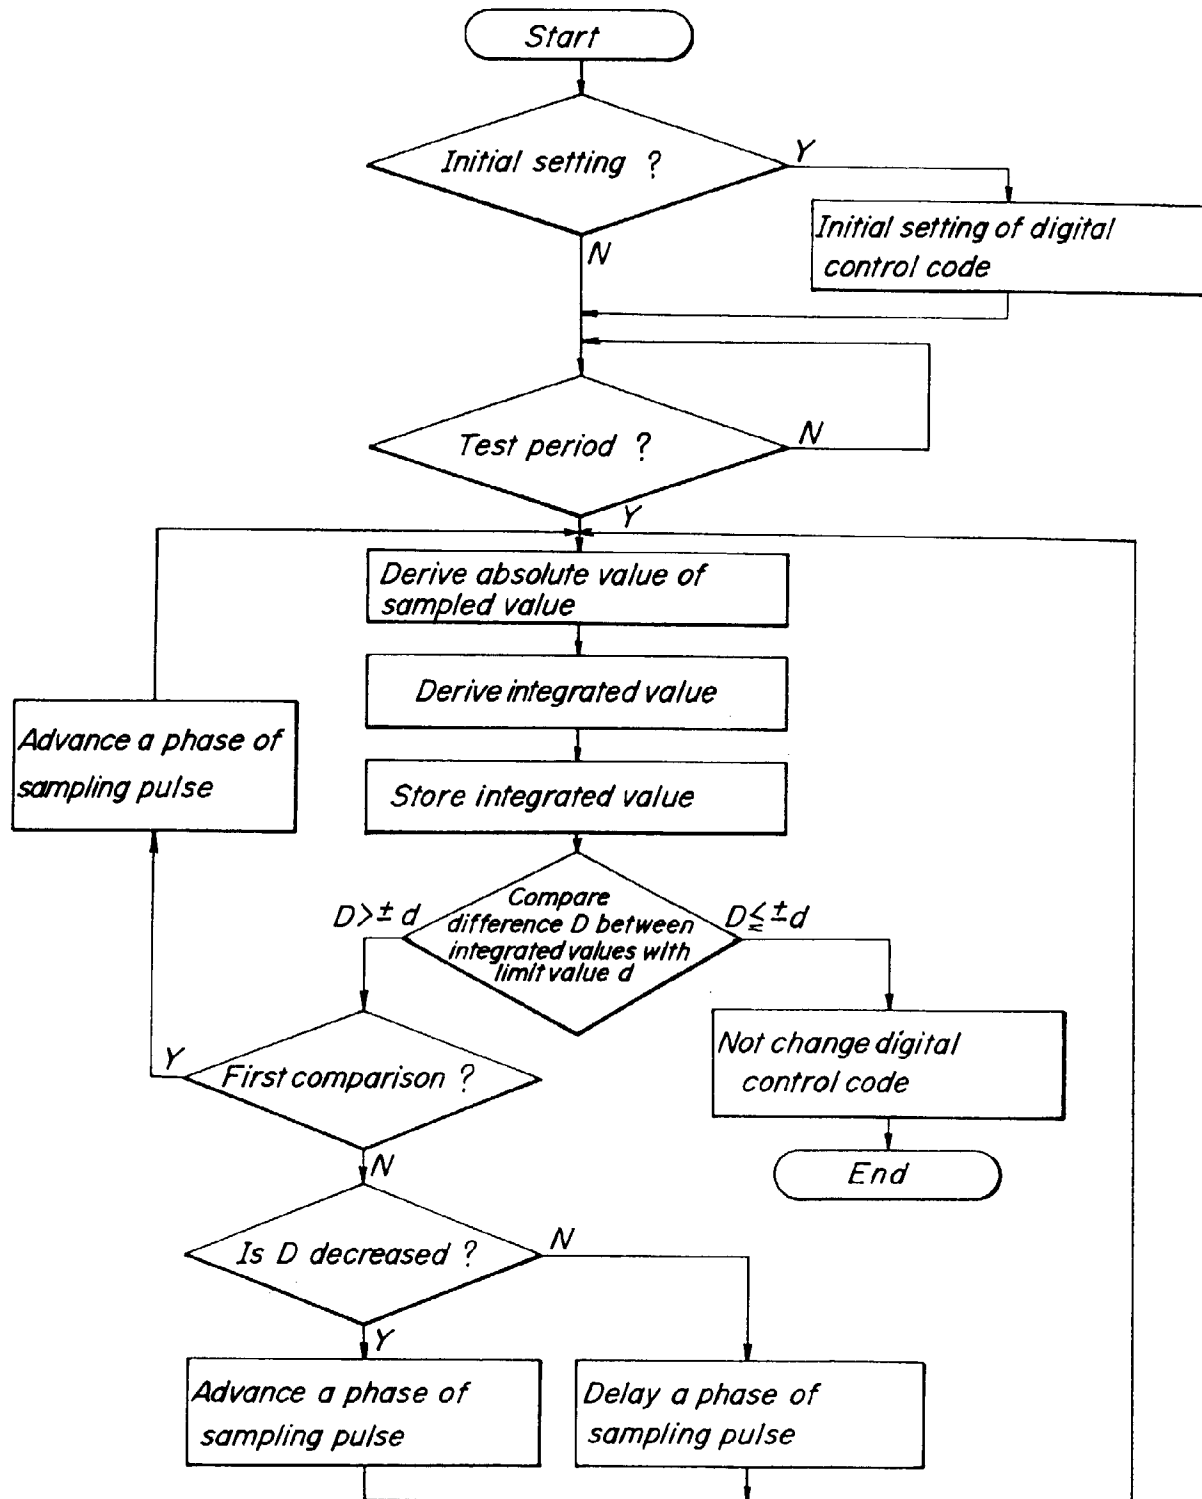 Start
Initial setting ?
Y
Initial setting of digital
control code
N
Test period ?
N
Y
Derive absolute value of
sampled value
Derive integrated value
Advance a phase of
sampling pulse
Store integrated value
Compare
difference D between
integrated values with
limit value d
D > ± d
D ≦ ± d
Not change digital
control code
First comparison ?
Y
N
End
Is D decreased ?
N
Y
Advance a phase of
sampling pulse
Delay a phase of
sampling pulse